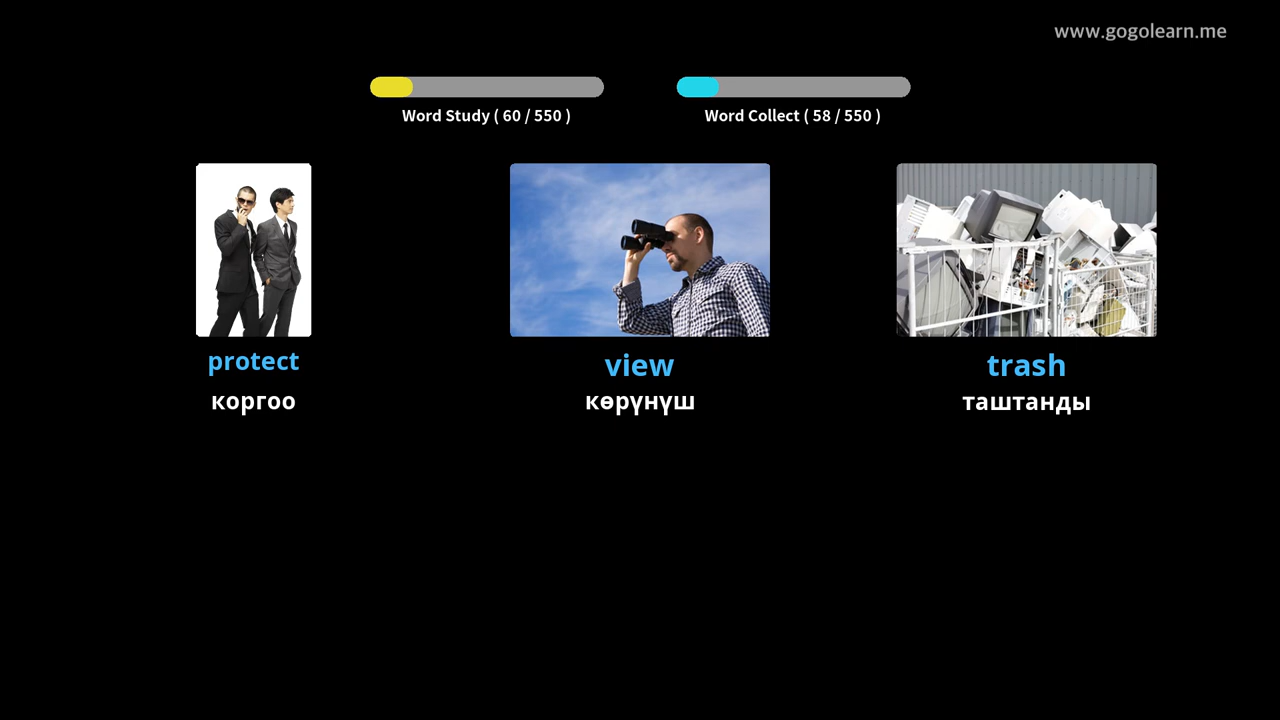 www.gogolearn.me
Word Study ( 60 / 550 )
Word Collect ( 58 / 550 )
protect
коргоо
view
көрүнүш
trash
таштанды